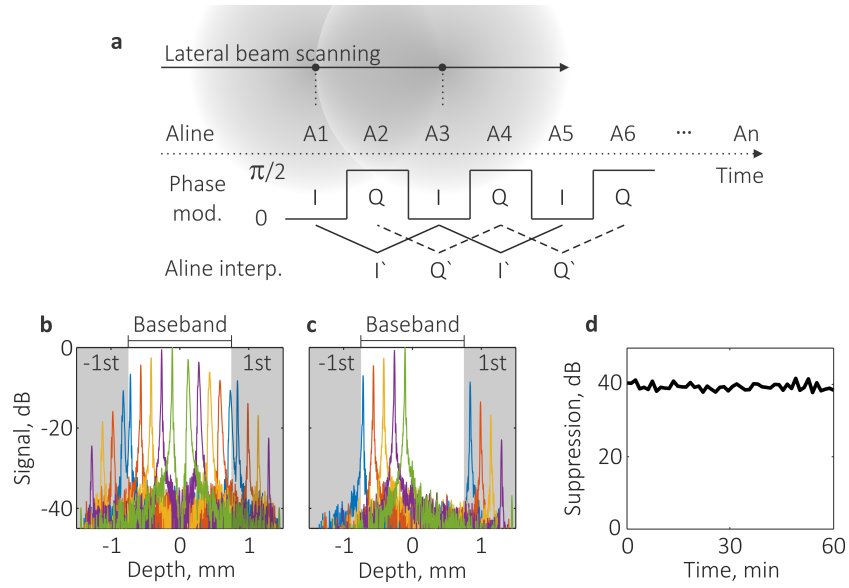 a
Lateral beam scanning
Aline A1 A2 A3 A4 A5 A6 ... An
Time
π/2
Phase mod.
I Q I Q I Q
0
Aline interp. I` Q` I` Q`
b
Baseband
-1st 1st
0
-20
-40
Signal, dB
-1 0 1
Depth, mm
c
Baseband
-1st 1st
-1 0 1
Depth, mm
d
40
20
0
Suppression, dB
0 30 60
Time, min